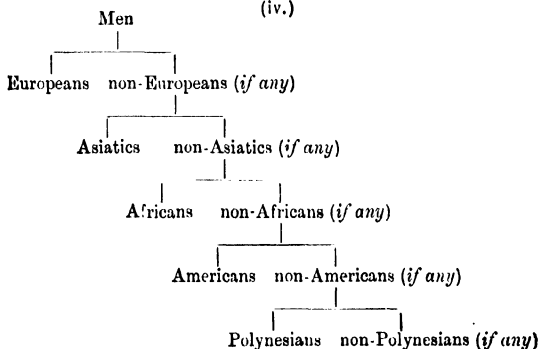 (iv.)
Men
Europeans non-Europeans (if any)
Asiatics non-Asiatics (if any)
Africans non-Africans (if any)
Americans non-Americans (if any)
Polynesians non-Polynesians (if any)